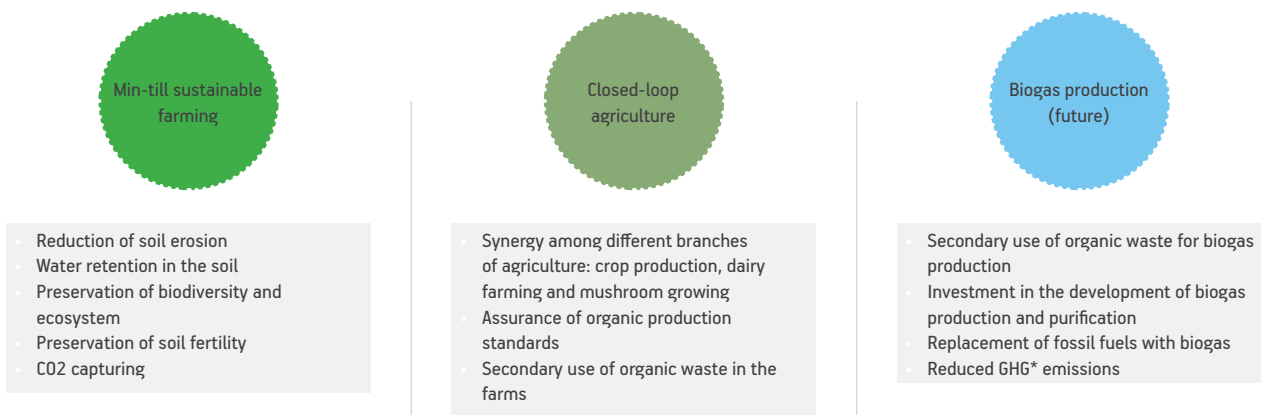 Min-till sustainable
farming
Closed-loop
agriculture
Biogas production
(future)
Reduction of soil erosion
Water retention in the soil
Preservation of biodiversity and
ecosystem
Preservation of soil fertility
CO2 capturing
Synergy among different branches
of agriculture: crop production, dairy
farming and mushroom growing
Assurance of organic production
standards
Secondary use of organic waste in the
farms
Secondary use of organic waste for biogas
production
Investment in the development of biogas
production and purification
Replacement of fossil fuels with biogas
Reduced GHG* emissions